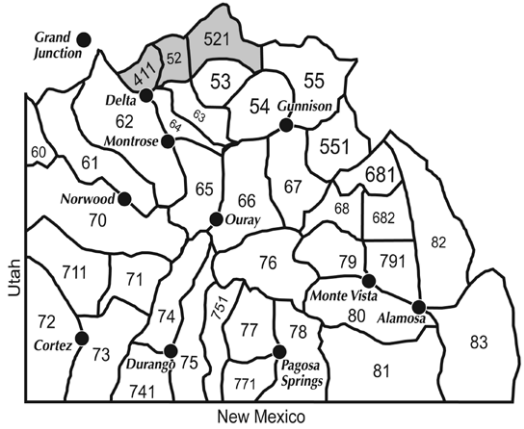 Grand
Junction
521
52
411
53
55
54
Delta
Gunnison
62
63
64
Montrose
551
60
61
681
65
66
67
Norwood
68
682
70
Ouray
82
76
79
791
711
71
Monte Vista
751
74
80
Alamosa
72
77
78
Cortez
73
Durango
75
Pagosa
Springs
83
771
81
741
Utah
New Mexico